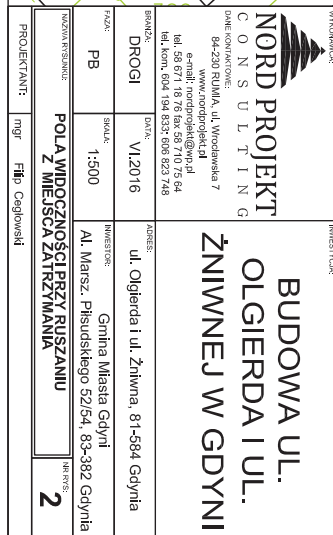 WYKONAWCA:
NORD PROJEKT
CONSULTING
DANE KONTAKTOWE:
84-230 RUMIA, ul. Wrocławska 7
www.nordprojekt.pl
e-mail: nordprojekt@wp.pl
tel. 58 671 18 76 fax 58 710 75 64
tel. kom. 604 194 833; 606 823 748
INWESTYCJA:
BUDOWA UL.
OLGIERDA I UL.
ŻNIWNEJ W GDYNI
BRANŻA:
DROGI
DATA:
VI.2016
ADRES:
ul. Olgierda i ul. Żniwna, 81-584 Gdynia
FAZA:
PB
SKALA:
1:500
INWESTOR:
Gmina Miasta Gdyni
Al. Marsz. Piłsudskiego 52/54, 83-382 Gdynia
NAZWA RYSUNKU:
POLA WIDOCZNOŚCI PRZY RUSZANIU
Z MIEJSCA ZATRZYMANIA
NR RYS:
2
PROJEKTANT:
mgr Filip Cegłowski